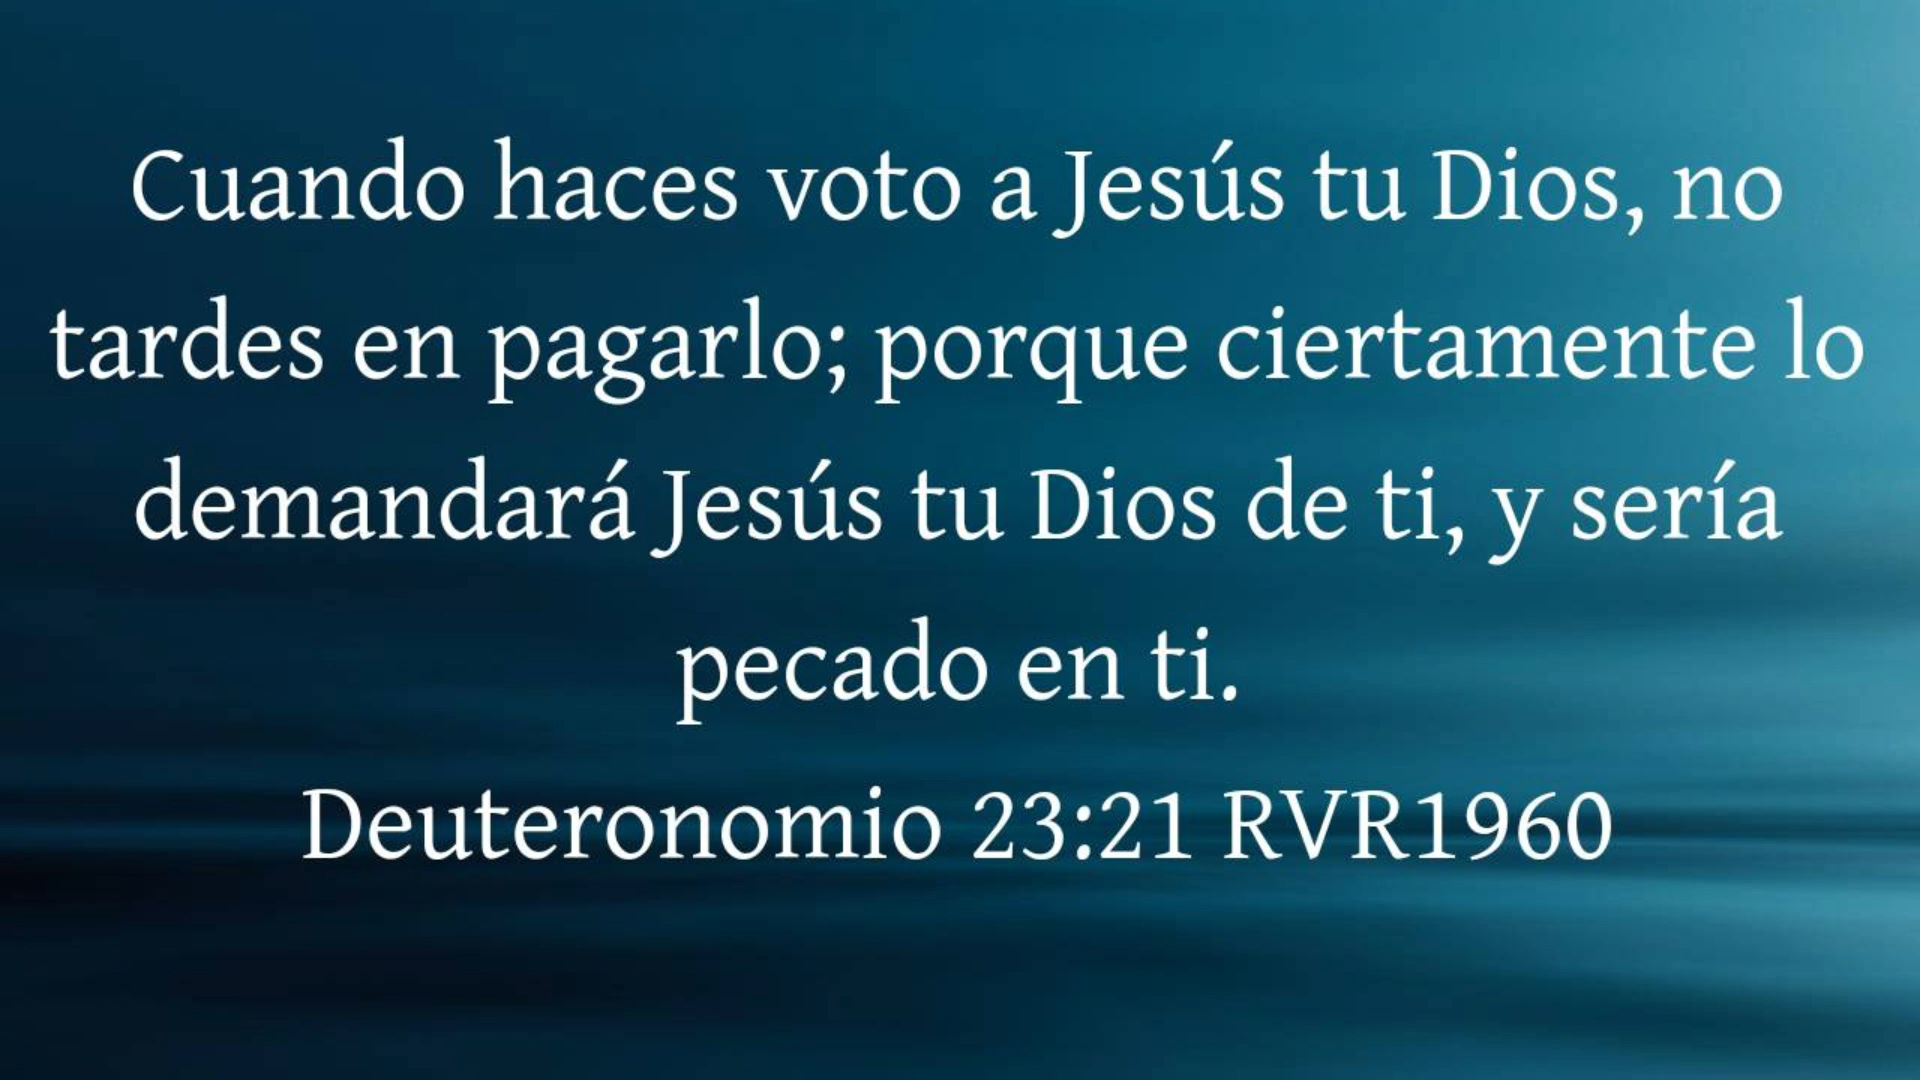 Cuando haces voto a Jesús tu Dios, no
tardes en pagarlo; porque ciertamente lo
demandará Jesús tu Dios de ti, y sería
pecado en ti.
Deuteronomio 23:21 RVR1960